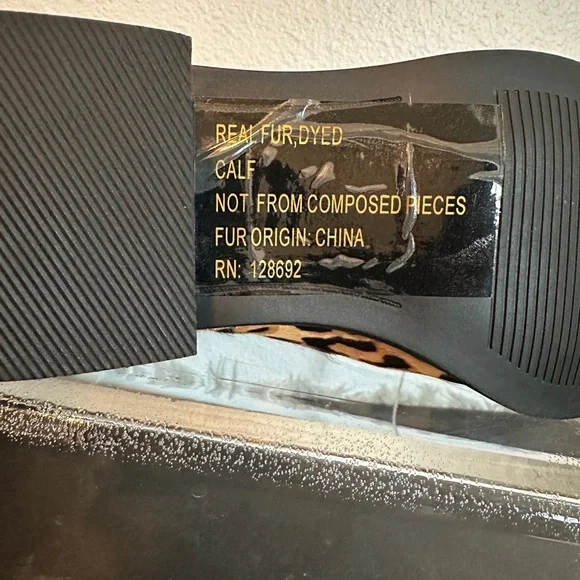 REAL FUR,DYED
CALF
NOT FROM COMPOSED PIECES
FUR ORIGIN: CHINA
RN: 128692